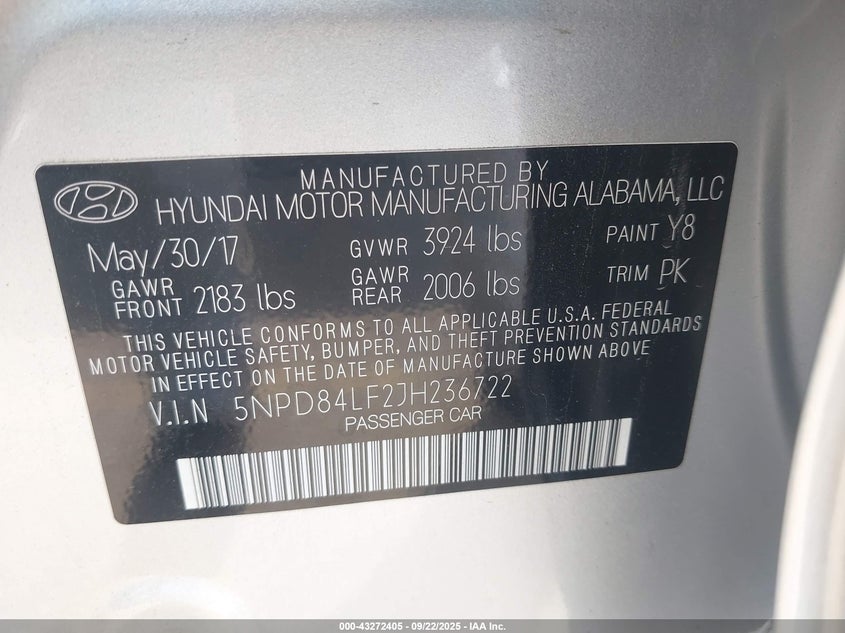 MANUFACTURED BY
HYUNDAI MOTOR MANUFACTURING ALABAMA, LLC
May/30/17 GVWR 3924 lbs PAINT Y8
GAWR FRONT 2183 lbs GAWR REAR 2006 lbs TRIM PK
THIS VEHICLE CONFORMS TO ALL APPLICABLE U.S.A. FEDERAL
MOTOR VEHICLE SAFETY, BUMPER, AND THEFT PREVENTION STANDARDS
IN EFFECT ON THE DATE OF MANUFACTURE SHOWN ABOVE
V.I.N 5NPD84LF2JH236722
PASSENGER CAR
000-43272405 - 09/22/2025 - IAA Inc.